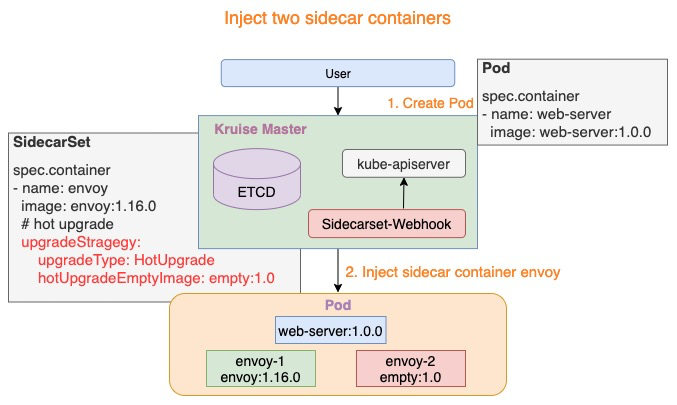 Inject two sidecar containers
User
1. Create Pod
Pod
spec.container
- name: web-server
image: web-server:1.0.0
Kruise Master
ETCD
kube-apiserver
Sidecarset-Webhook
SidecarSet
spec.container
- name: envoy
image: envoy:1.16.0
# hot upgrade
upgradeStragegy:
upgradeType: HotUpgrade
hotUpgradeEmptyImage: empty:1.0
2. Inject sidecar container envoy
Pod
web-server:1.0.0
envoy-1
envoy:1.16.0
envoy-2
empty:1.0